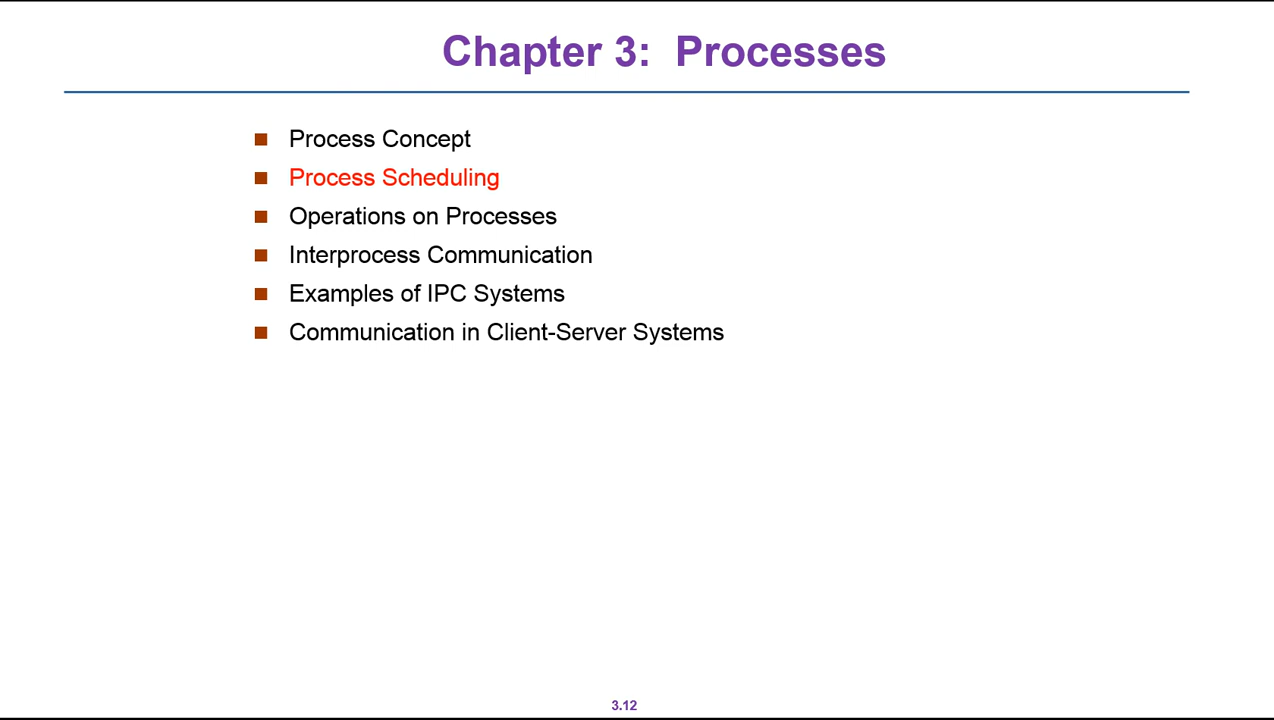 Chapter 3: Processes
Process Concept
Process Scheduling
Operations on Processes
Interprocess Communication
Examples of IPC Systems
Communication in Client-Server Systems
3.12